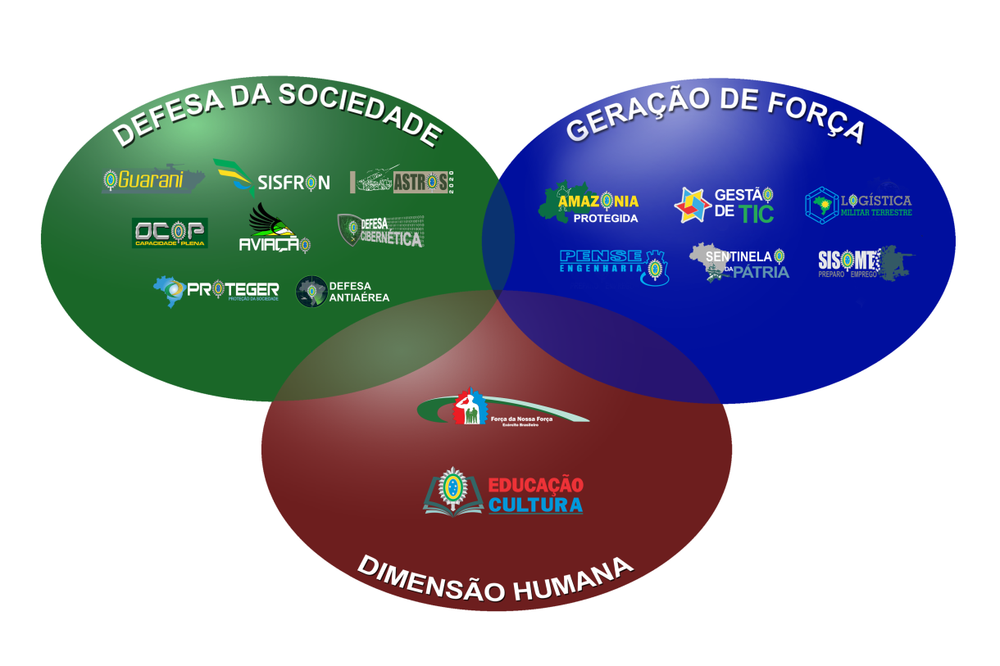 DEFESA DA SOCIEDADE
Guarani
SISFRON
ASTROS
2020
OCOP
CAPACIDADE PLENA
AVIAÇÃO
DEFESA
CIBERNÉTICA
PROTEGER
PROTEÇÃO DA SOCIEDADE
DEFESA
ANTIAÉREA
GERAÇÃO DE FORÇA
AMAZONIA
PROTEGIDA
GESTÃO
DE TIC
LOGÍSTICA
MILITAR TERRESTRE
PENSE
ENGENHARIA
SENTINELA
DA PÁTRIA
SISOMT
PREPARO EMPREGO
Força da Nossa Força
Exército Brasileiro
EDUCAÇÃO
CULTURA
DIMENSÃO HUMANA